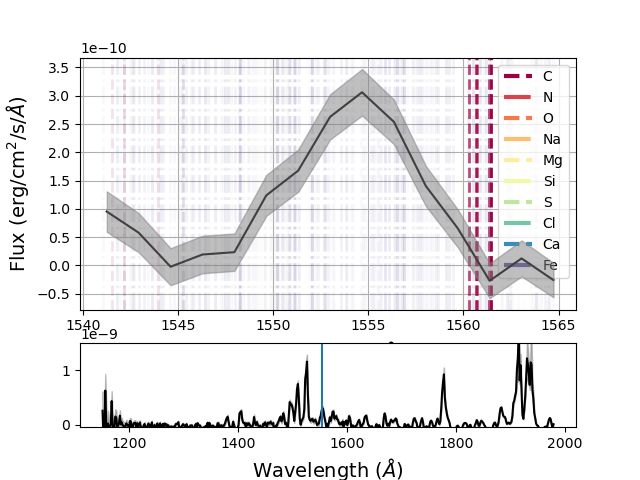 1e−10
3.5
3.0
2.5
2.0
1.5
1.0
0.5
0.0
−0.5
Flux (erg/cm²/s/Å)
C
N
O
Na
Mg
Si
S
Cl
Ca
Fe
1540 1545 1550 1555 1560 1565
1e−9
1
0
1200 1400 1600 1800 2000
Wavelength (Å)